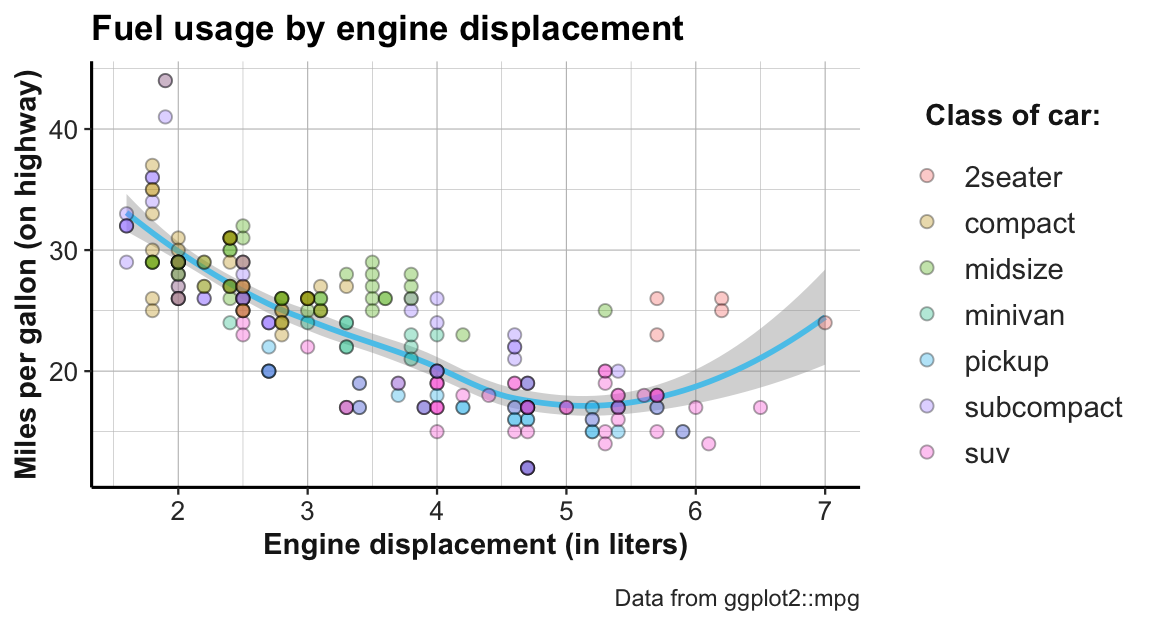 Fuel usage by engine displacement
Miles per gallon (on highway)
40
30
20
2 3 4 5 6 7
Engine displacement (in liters)
Class of car:
2seater
compact
midsize
minivan
pickup
subcompact
suv
Data from ggplot2::mpg